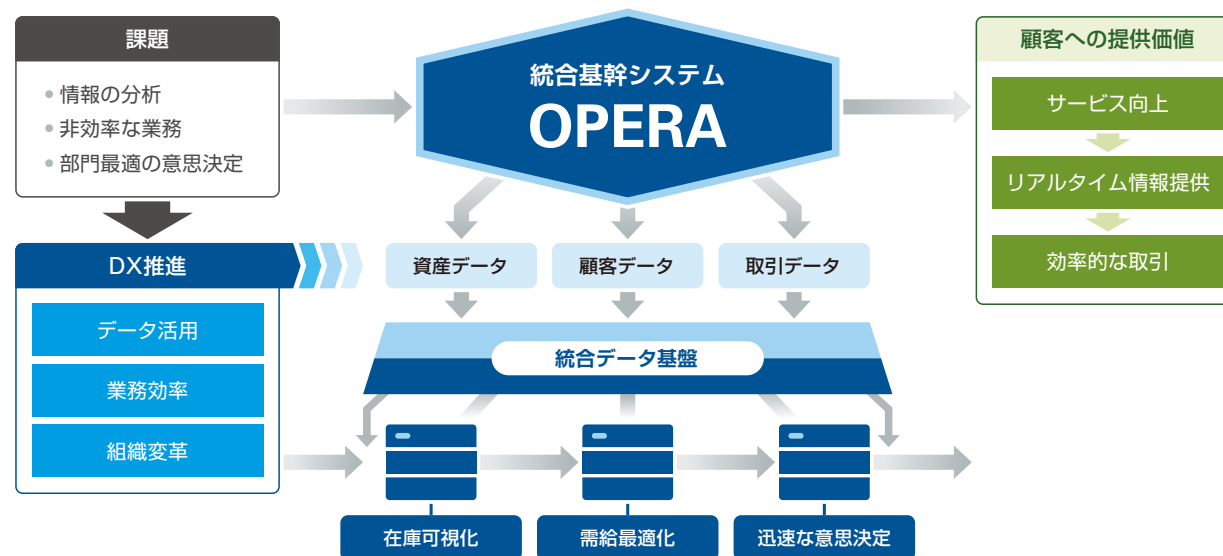 課題
• 情報の分析
• 非効率な業務
• 部門最適の意思決定
DX推進
データ活用
業務効率
組織変革
統合基幹システム
OPERA
資産データ
顧客データ
取引データ
統合データ基盤
在庫可視化
需給最適化
迅速な意思決定
顧客への提供価値
サービス向上
リアルタイム情報提供
効率的な取引